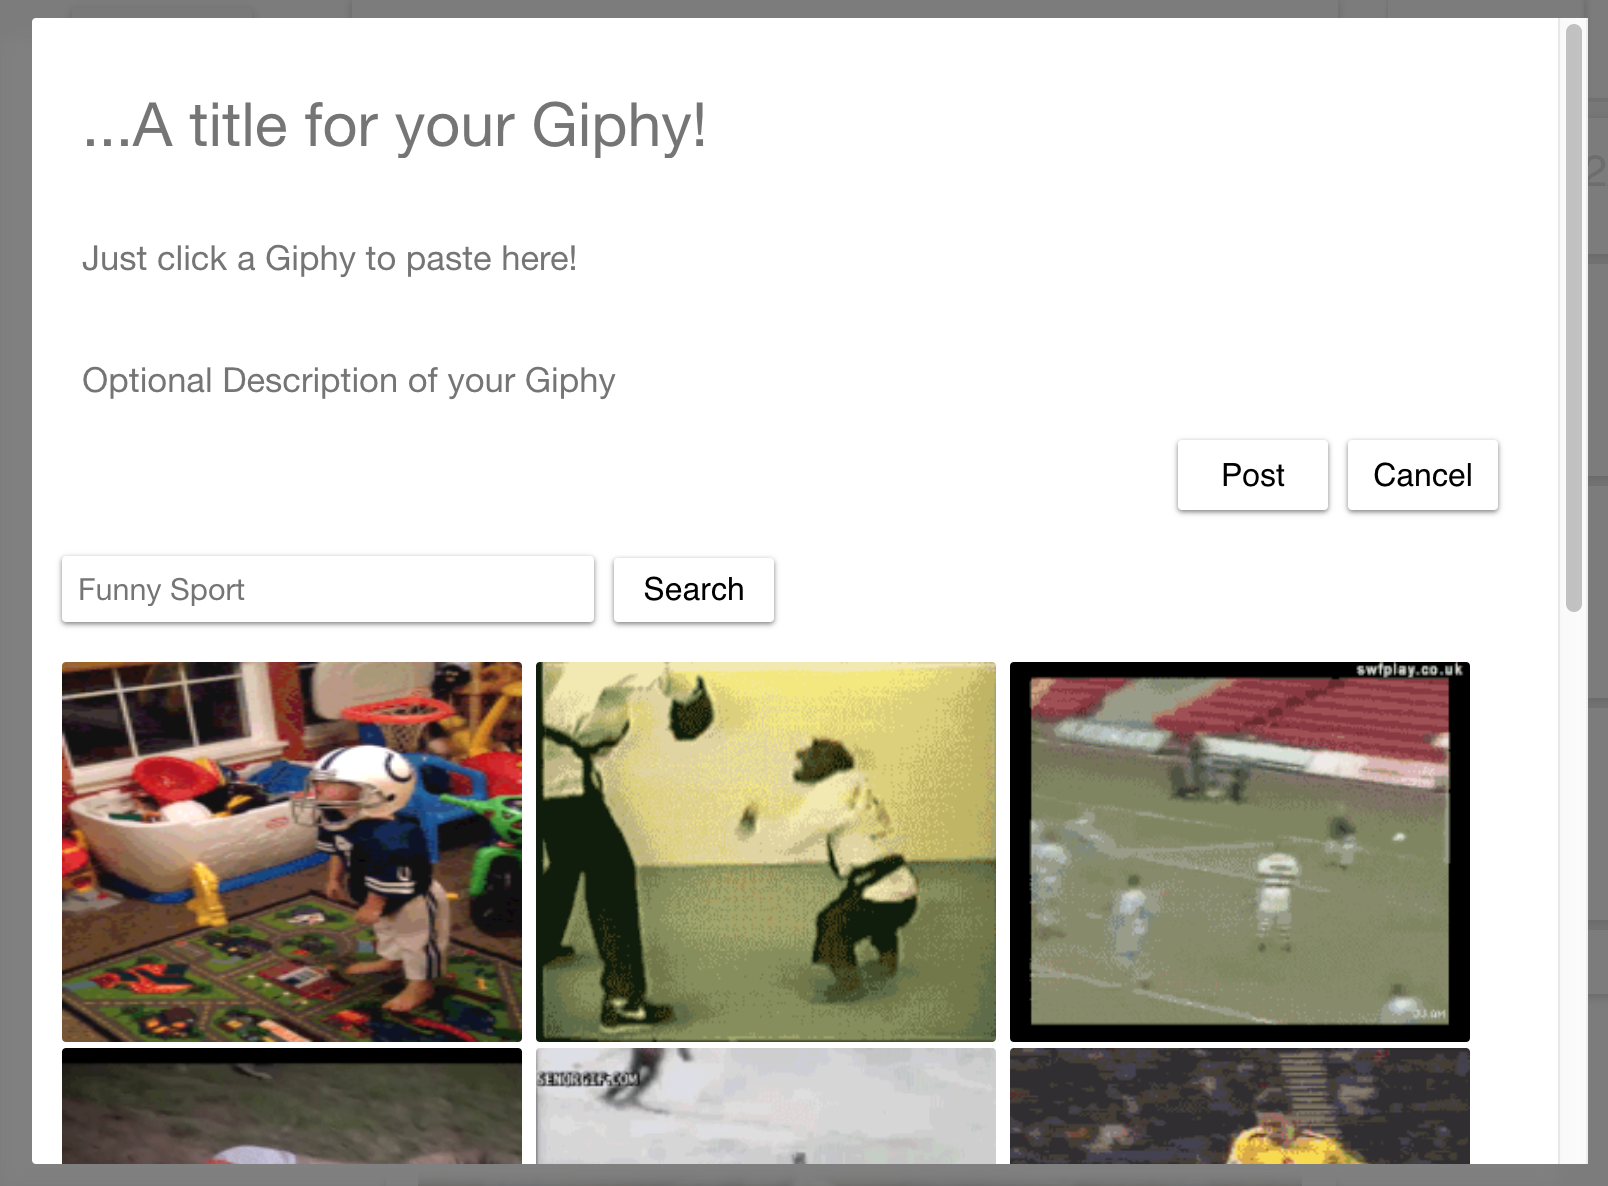 ...A title for your Giphy!
Just click a Giphy to paste here!
Optional Description of your Giphy
Post
Cancel
Funny Sport
Search
swfplay.co.uk
SENORGIF.COM
2